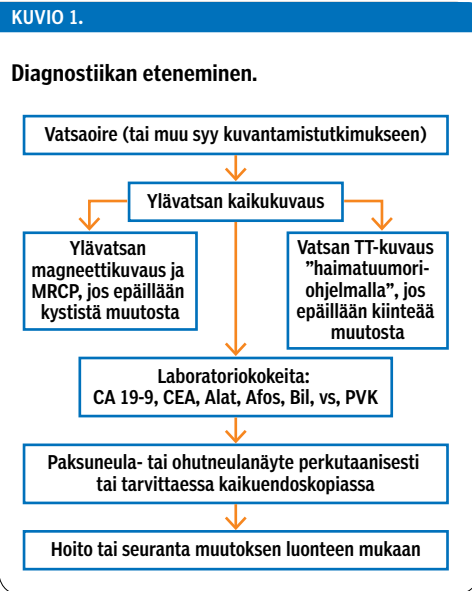 KUVIO 1.
Diagnostiikan eteneminen.
Vatsaoire (tai muu syy kuvantamistutkimukseen)
Ylävatsan kaikukuvaus
Ylävatsan
magneettikuvaus ja
MRCP, jos epäillään
kystistä muutosta
Vatsan TT-kuvaus
”haimatuumori-
ohjelmalla”, jos
epäillään kiinteää
muutosta
Laboratoriokokeita:
CA 19-9, CEA, Alat, Afos, Bil, vs, PVK
Paksuneula- tai ohutneulanäyte perkutaanisesti
tai tarvittaessa kaikuendoskopiassa
Hoito tai seuranta muutoksen luonteen mukaan